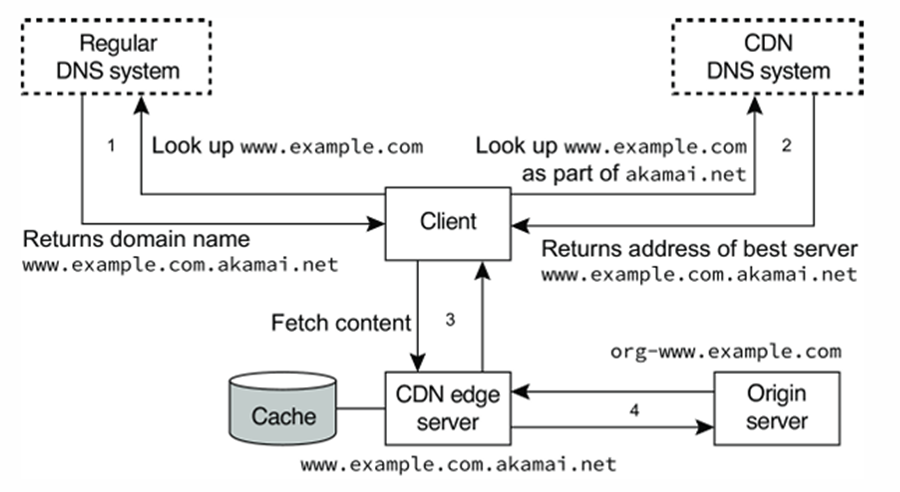 Regular
DNS system
CDN
DNS system
1
Look up www.example.com
Look up www.example.com
as part of akamai.net
2
Client
Returns domain name
www.example.com.akamai.net
Returns address of best server
www.example.com.akamai.net
Fetch content
3
org-www.example.com
Cache
CDN edge
server
4
Origin
server
www.example.com.akamai.net